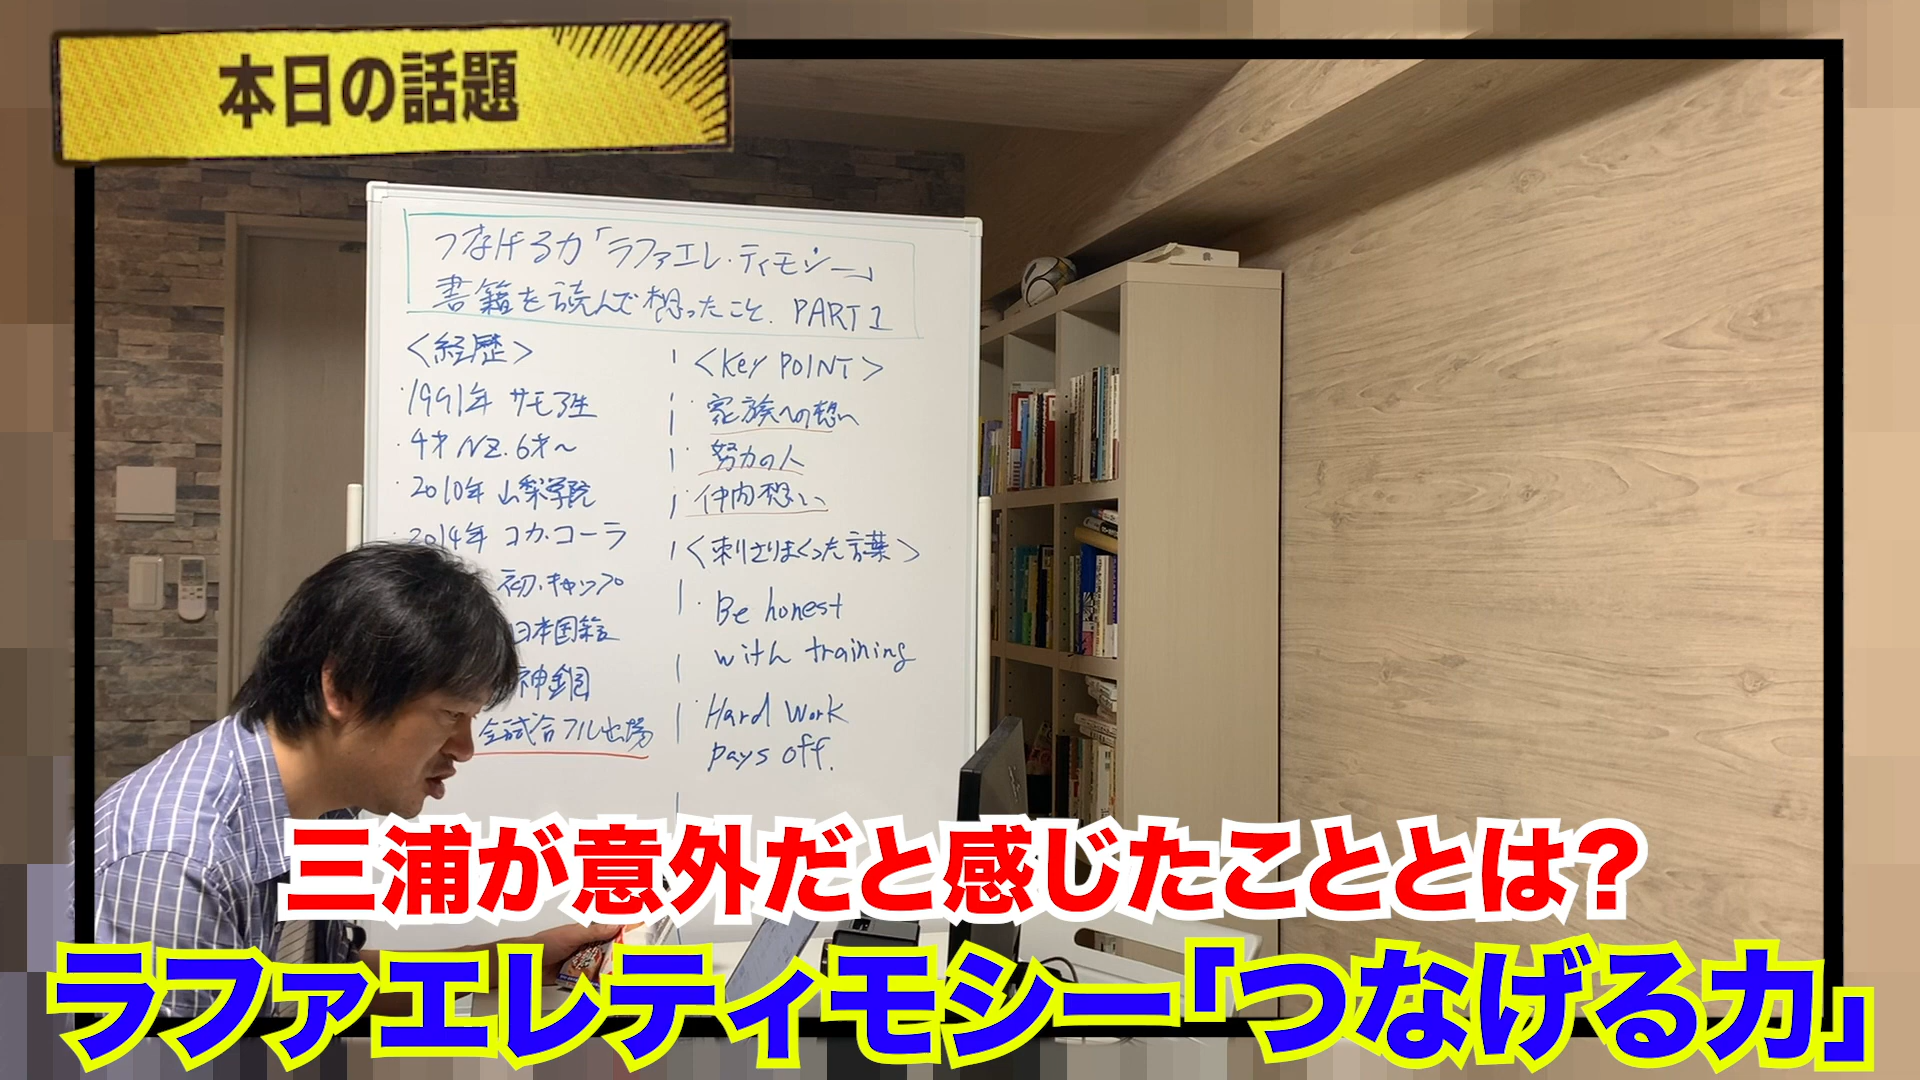 本日の話題
つなげる力「ラファエレ・ティモシー」
書籍を読んで想ったこと. PART 1
<経歴>
・1991年 サモア生
・4才 NZ. 6才~
・2010年 山梨学院
・2014年 コカ・コーラ
初・キャップ
日本国籍
神鋼
全試合フル出場
<Key POINT>
・家族への想い
・努力の人
・仲間想い
<刺さりまくった言葉>
・Be honest
with training
・Hard Work
pays off.
三浦が意外だと感じたこととは?
ラファエレティモシー「つなげる力」